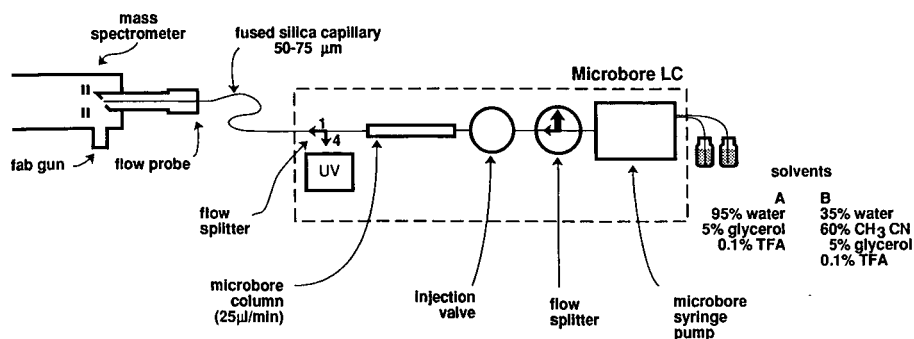 mass
spectrometer
fused silica capillary
50-75 μm
Microbore LC
II
II
1
4
UV
fab gun
flow probe
flow
splitter
solvents
A B
95% water 35% water
5% glycerol 60% CH3 CN
0.1% TFA 5% glycerol
0.1% TFA
microbore
column
(25μl/min)
injection
valve
flow
splitter
microbore
syringe
pump